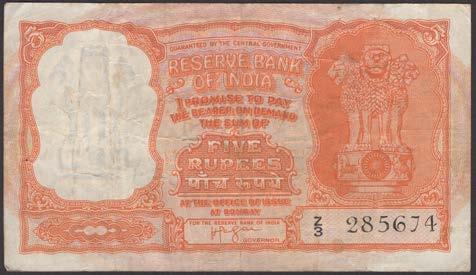 GUARANTEED BY THE CENTRAL GOVERNMENT
RESERVE BANK
OF INDIA
I PROMISE TO PAY
THE BEARER ON DEMAND
THE SUM OF
FIVE
RUPEES
पाँच रुपये
AT THE OFFICE OF ISSUE
AT BOMBAY
FOR THE RESERVE BANK OF INDIA
GOVERNOR
Z/3 285674